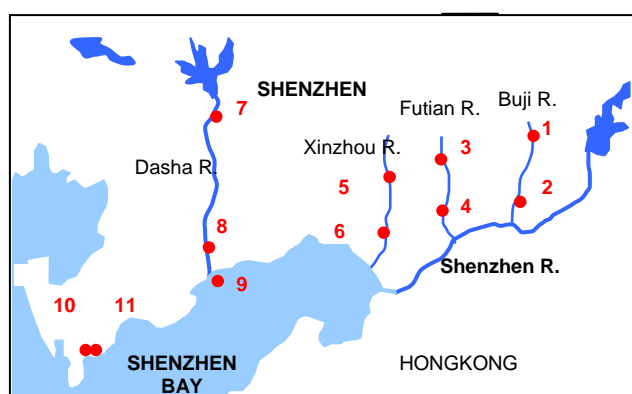 SHENZHEN
7
Futian R.
Buji R.
1
Xinzhou R.
3
Dasha R.
5
2
4
6
8
Shenzhen R.
9
10
11
SHENZHEN
BAY
HONGKONG